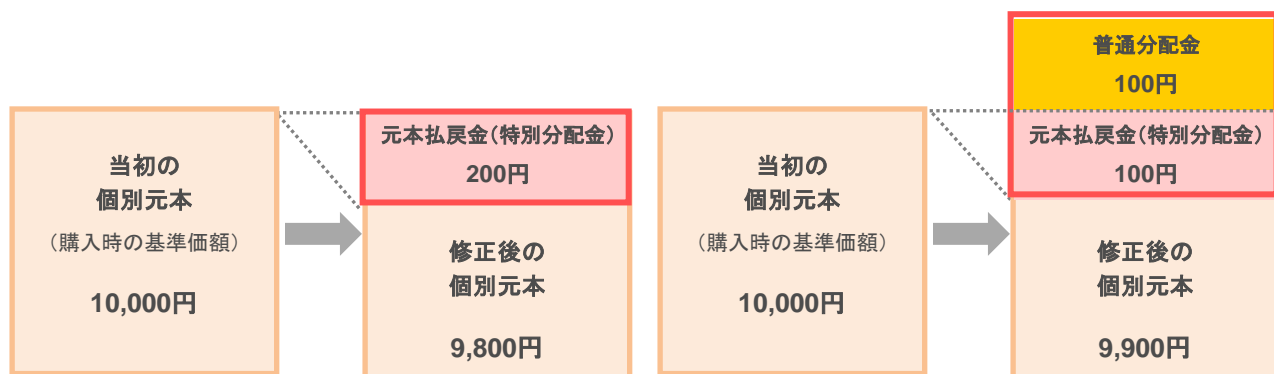 当初の
個別元本
（購入時の基準価額）
10,000円
元本払戻金（特別分配金）
200円
修正後の
個別元本
9,800円
当初の
個別元本
（購入時の基準価額）
10,000円
普通分配金
100円
元本払戻金（特別分配金）
100円
修正後の
個別元本
9,900円